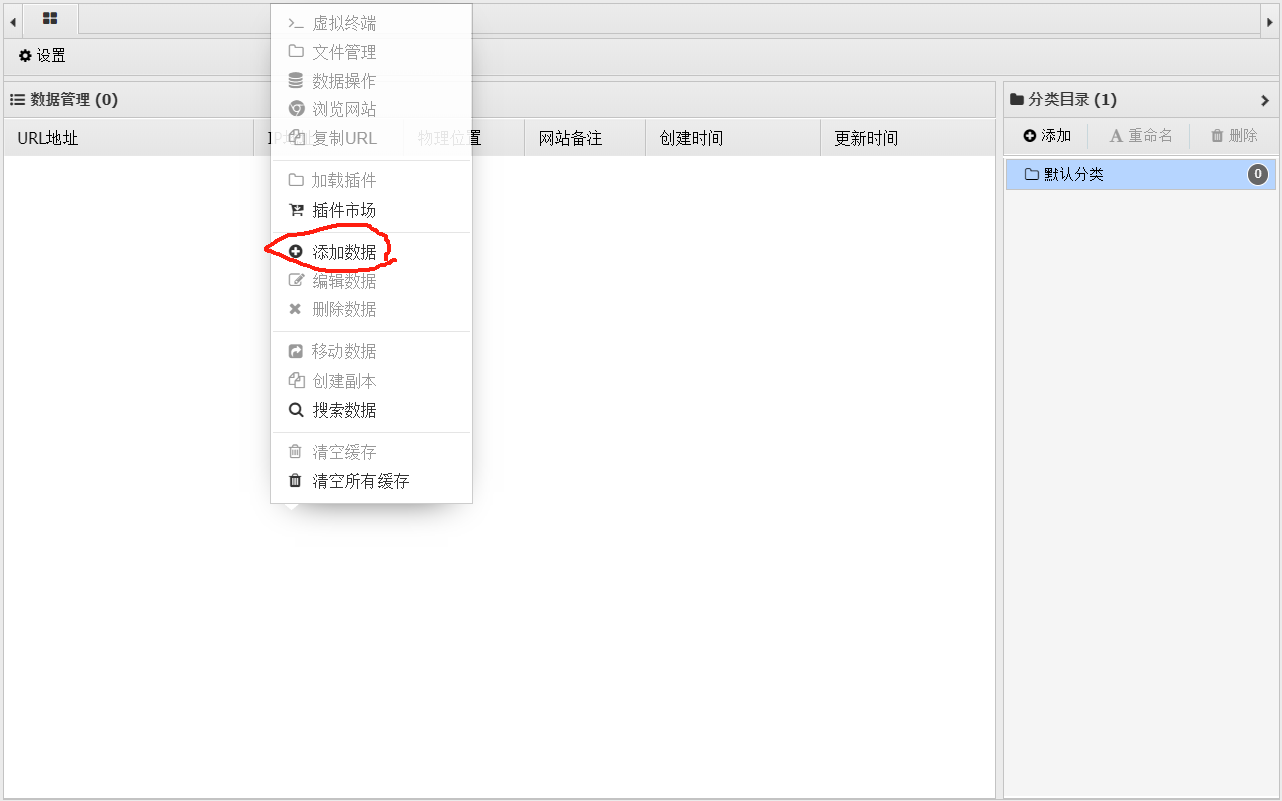 设置
数据管理 (0)
URL地址
IP地址
物理位置
网站备注
创建时间
更新时间
虚拟终端
文件管理
数据操作
浏览网站
复制URL
加载插件
插件市场
添加数据
编辑数据
删除数据
移动数据
创建副本
搜索数据
清空缓存
清空所有缓存
分类目录 (1)
添加
重命名
删除
默认分类
0